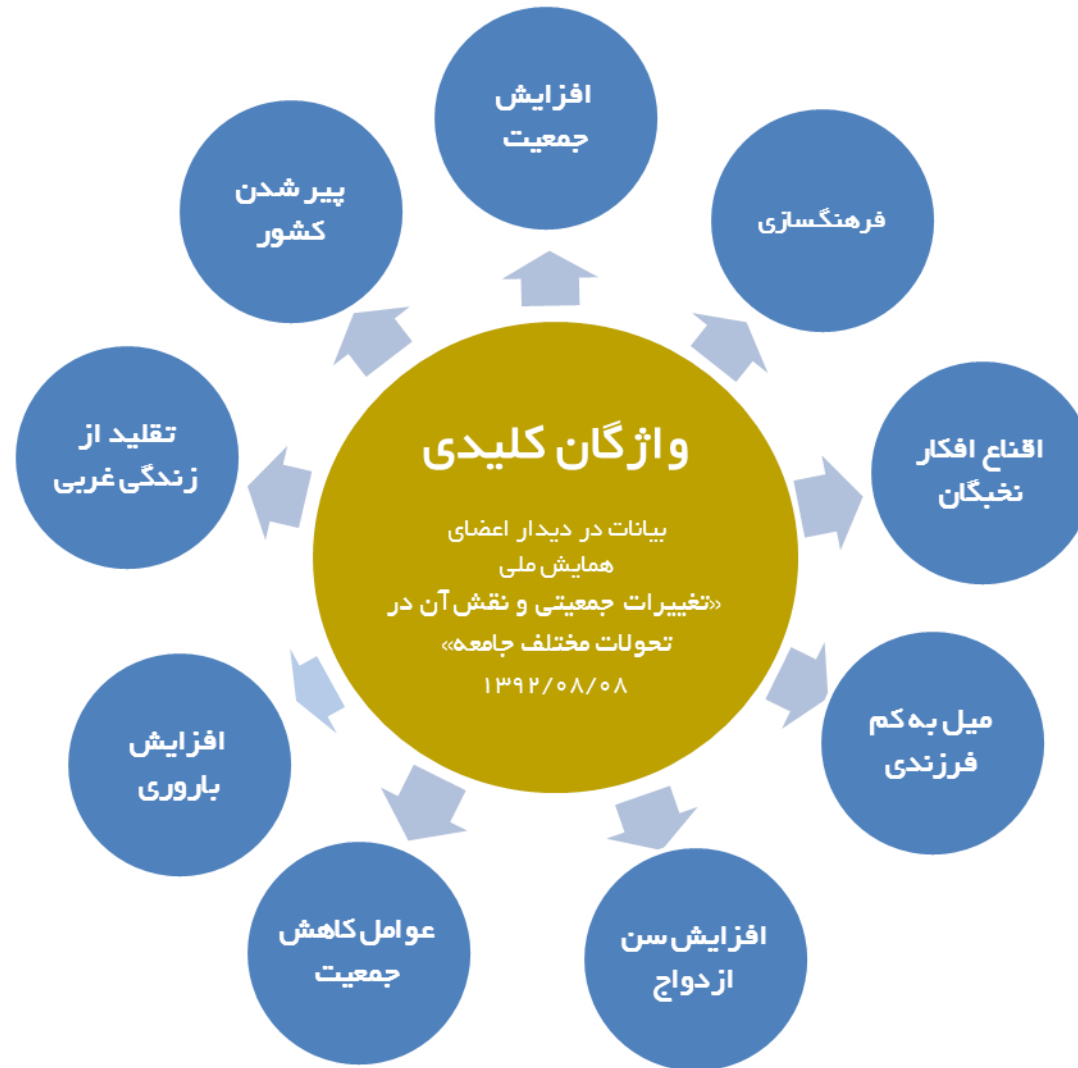 افزایش
جمعیت
فرهنگسازی
اقناع افکار
نخبگان
میل به کم
فرزندی
افزایش سن
ازدواج
عوامل کاهش
جمعیت
افزایش
باروری
تقلید از
زندگی غربی
پیر شدن
کشور
واژگان کلیدی
بیانات در دیدار اعضای
همایش ملی
«تغییرات جمعیتی و نقش آن در
تحولات مختلف جامعه»
۱۳۹۲/۰۸/۰۸